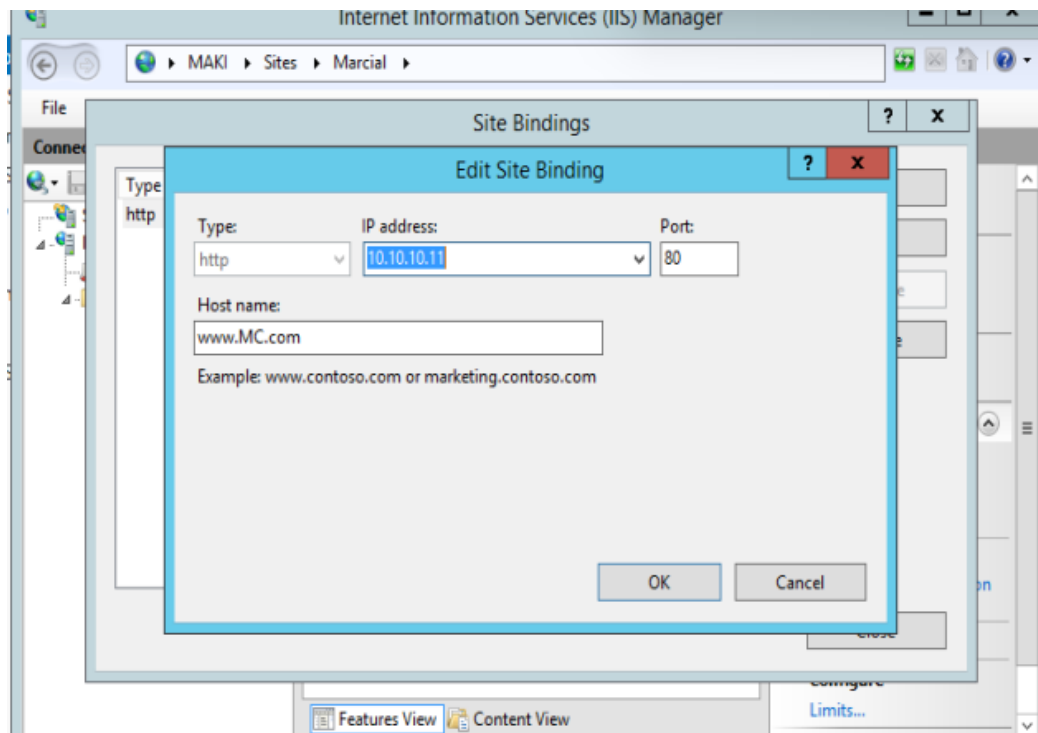 Internet Information Services (IIS) Manager
MAKI Sites Marcial
File
Site Bindings
? x
Edit Site Binding
? x
Type
http
Type:
IP address:
Port:
http
10.10.10.11
80
Host name:
www.MC.com
Example: www.contoso.com or marketing.contoso.com
OK
Cancel
Features View
Content View
Limits...